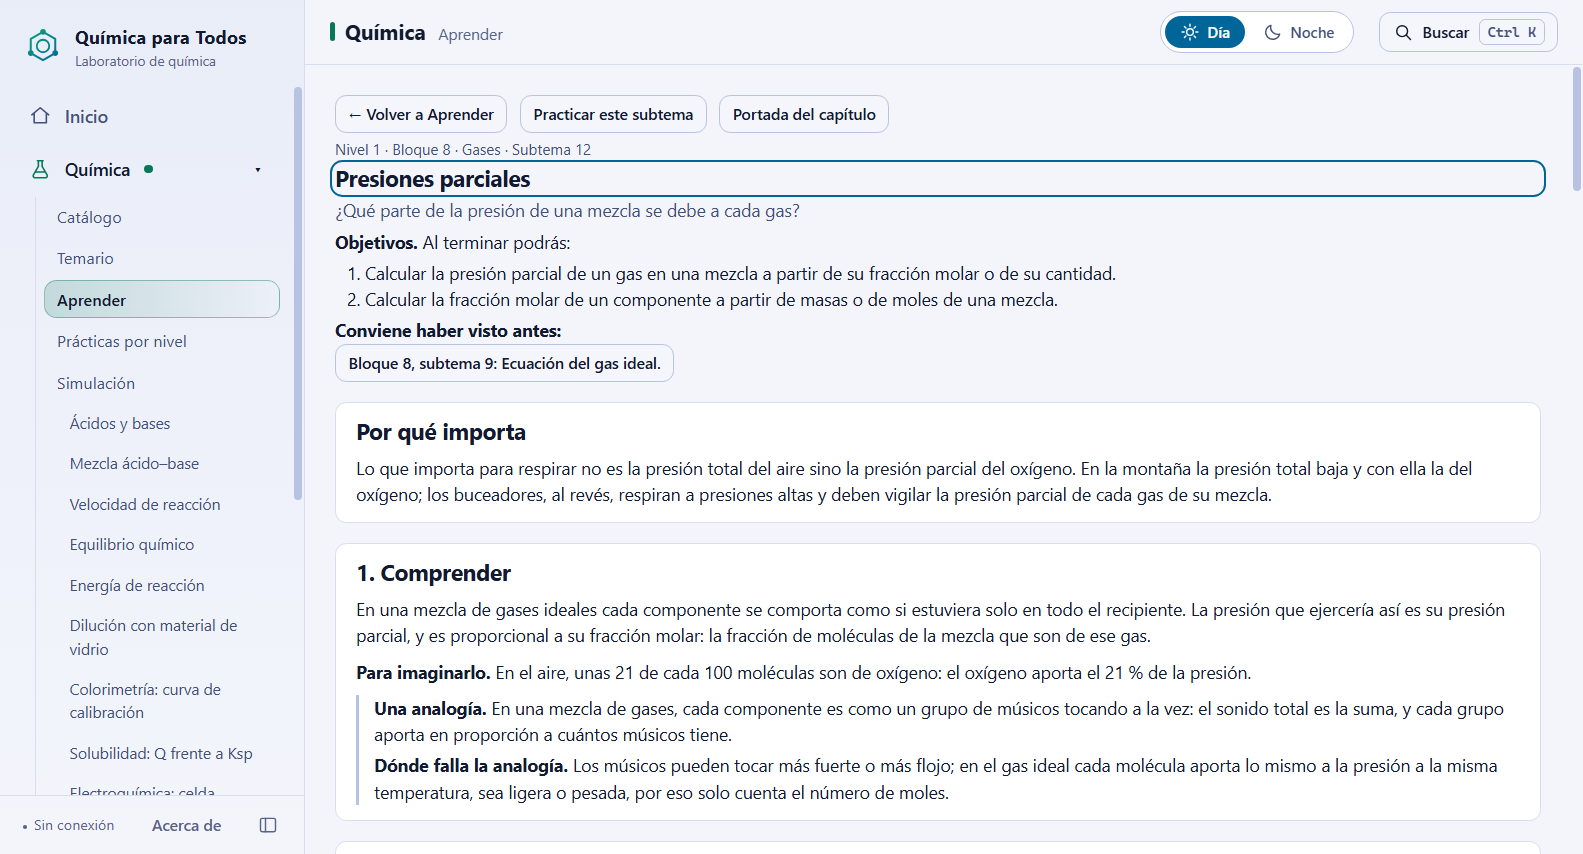 Química para Todos
Laboratorio de química
Inicio
Química
Catálogo
Temario
Aprender
Prácticas por nivel
Simulación
Ácidos y bases
Mezcla ácido–base
Velocidad de reacción
Equilibrio químico
Energía de reacción
Dilución con material de
vidrio
Colorimetría: curva de
calibración
Solubilidad: Q frente a Ksp
Electroquímica: celda
Sin conexión
Acerca de
Química Aprender
Día
Noche
Buscar Ctrl K
← Volver a Aprender
Practicar este subtema
Portada del capítulo
Nivel 1 · Bloque 8 · Gases · Subtema 12
Presiones parciales
¿Qué parte de la presión de una mezcla se debe a cada gas?
Objetivos. Al terminar podrás:
1. Calcular la presión parcial de un gas en una mezcla a partir de su fracción molar o de su cantidad.
2. Calcular la fracción molar de un componente a partir de masas o de moles de una mezcla.
Conviene haber visto antes:
Bloque 8, subtema 9: Ecuación del gas ideal.
Por qué importa
Lo que importa para respirar no es la presión total del aire sino la presión parcial del oxígeno. En la montaña la presión total baja y con ella la del
oxígeno; los buceadores, al revés, respiran a presiones altas y deben vigilar la presión parcial de cada gas de su mezcla.
1. Comprender
En una mezcla de gases ideales cada componente se comporta como si estuviera solo en todo el recipiente. La presión que ejercería así es su presión
parcial, y es proporcional a su fracción molar: la fracción de moléculas de la mezcla que son de ese gas.
Para imaginarlo. En el aire, unas 21 de cada 100 moléculas son de oxígeno: el oxígeno aporta el 21 % de la presión.
Una analogía. En una mezcla de gases, cada componente es como un grupo de músicos tocando a la vez: el sonido total es la suma, y cada grupo
aporta en proporción a cuántos músicos tiene.
Dónde falla la analogía. Los músicos pueden tocar más fuerte o más flojo; en el gas ideal cada molécula aporta lo mismo a la presión a la misma
temperatura, sea ligera o pesada, por eso solo cuenta el número de moles.